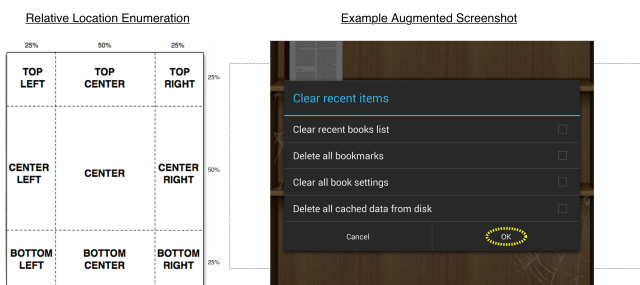 Relative Location Enumeration
Example Augmented Screenshot
25% 50% 25%
TOP LEFT
TOP CENTER
TOP RIGHT
25%
CENTER LEFT
CENTER
CENTER RIGHT
50%
BOTTOM LEFT
BOTTOM CENTER
BOTTOM RIGHT
25%
Clear recent items
Clear recent books list
Delete all bookmarks
Clear all book settings
Delete all cached data from disk
Cancel OK